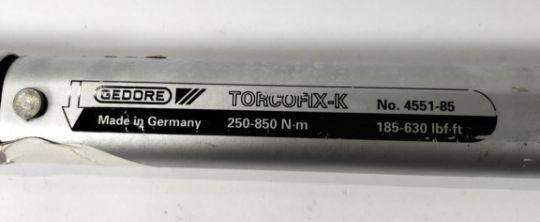 GEDORE TORCOFIX-K No. 4551-85
Made in Germany 250-850 N·m 185-630 lbf·ft